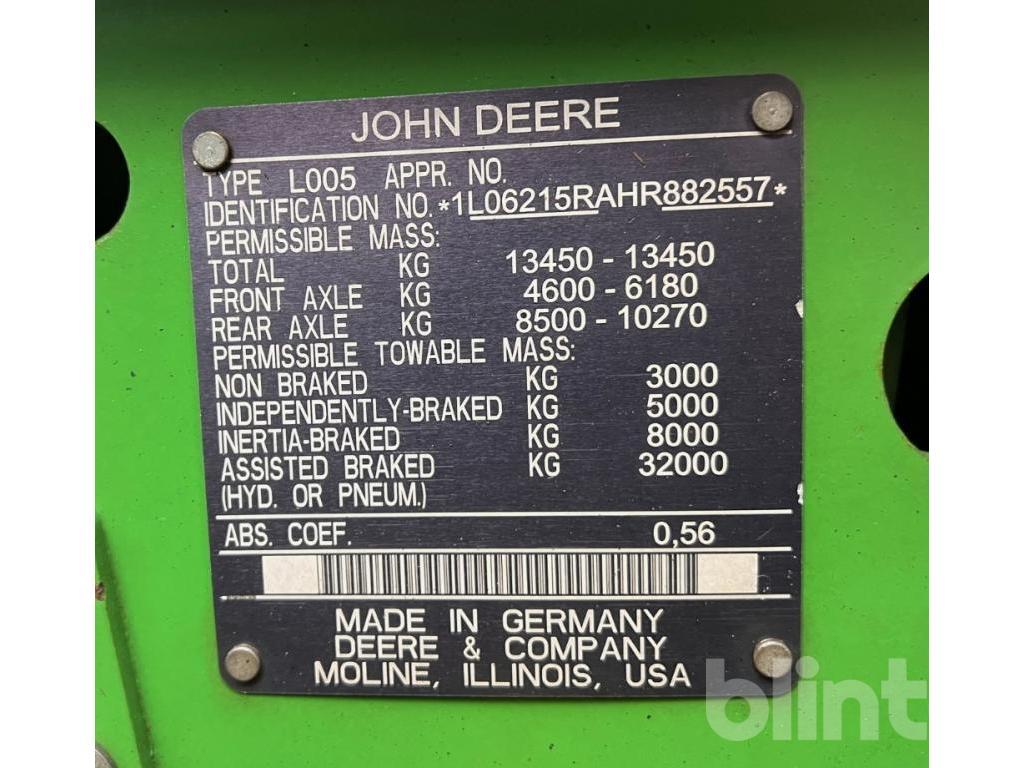 JOHN DEERE
TYPE L005 APPR. NO.
IDENTIFICATION NO. *1L06215RAHR882557*
PERMISSIBLE MASS:
TOTAL KG 13450 - 13450
FRONT AXLE KG 4600 - 6180
REAR AXLE KG 8500 - 10270
PERMISSIBLE TOWABLE MASS:
NON BRAKED KG 3000
INDEPENDENTLY-BRAKED KG 5000
INERTIA-BRAKED KG 8000
ASSISTED BRAKED KG 32000
(HYD. OR PNEUM.)
ABS. COEF. 0,56
MADE IN GERMANY
DEERE & COMPANY
MOLINE, ILLINOIS, USA
blint